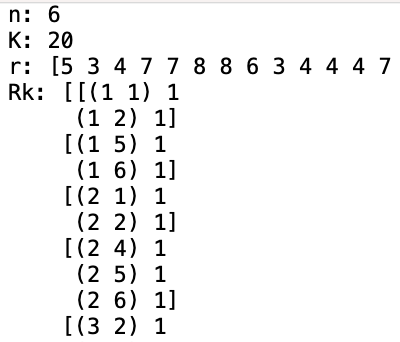 n: 6
K: 20
r: [5 3 4 7 7 8 8 6 3 4 4 4 7
Rk: [[(1 1) 1
(1 2) 1]
[(1 5) 1
(1 6) 1]
[(2 1) 1
(2 2) 1]
[(2 4) 1
(2 5) 1
(2 6) 1]
[(3 2) 1